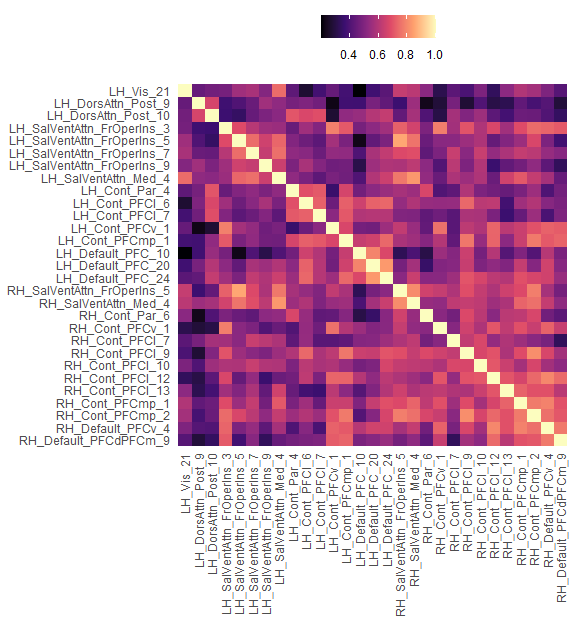 0.4 0.6 0.8 1.0
LH_Vis_21
LH_DorsAttn_Post_9
LH_DorsAttn_Post_10
LH_SalVentAttn_FrOperIns_3
LH_SalVentAttn_FrOperIns_5
LH_SalVentAttn_FrOperIns_7
LH_SalVentAttn_FrOperIns_9
LH_SalVentAttn_Med_4
LH_Cont_Par_4
LH_Cont_PFCl_6
LH_Cont_PFCl_7
LH_Cont_PFCv_1
LH_Cont_PFCmp_1
LH_Default_PFC_10
LH_Default_PFC_20
LH_Default_PFC_24
RH_SalVentAttn_FrOperIns_5
RH_SalVentAttn_Med_4
RH_Cont_Par_6
RH_Cont_PFCv_1
RH_Cont_PFCl_7
RH_Cont_PFCl_9
RH_Cont_PFCl_10
RH_Cont_PFCl_12
RH_Cont_PFCl_13
RH_Cont_PFCmp_1
RH_Cont_PFCmp_2
RH_Default_PFCv_4
RH_Default_PFCdPFCm_9
LH_Vis_21
LH_DorsAttn_Post_9
LH_DorsAttn_Post_10
LH_SalVentAttn_FrOperIns_3
LH_SalVentAttn_FrOperIns_5
LH_SalVentAttn_FrOperIns_7
LH_SalVentAttn_FrOperIns_9
LH_SalVentAttn_Med_4
LH_Cont_Par_4
LH_Cont_PFCl_6
LH_Cont_PFCl_7
LH_Cont_PFCv_1
LH_Cont_PFCmp_1
LH_Default_PFC_10
LH_Default_PFC_20
LH_Default_PFC_24
RH_SalVentAttn_FrOperIns_5
RH_SalVentAttn_Med_4
RH_Cont_Par_6
RH_Cont_PFCv_1
RH_Cont_PFCl_7
RH_Cont_PFCl_9
RH_Cont_PFCl_10
RH_Cont_PFCl_12
RH_Cont_PFCl_13
RH_Cont_PFCmp_1
RH_Cont_PFCmp_2
RH_Default_PFCv_4
RH_Default_PFCdPFCm_9